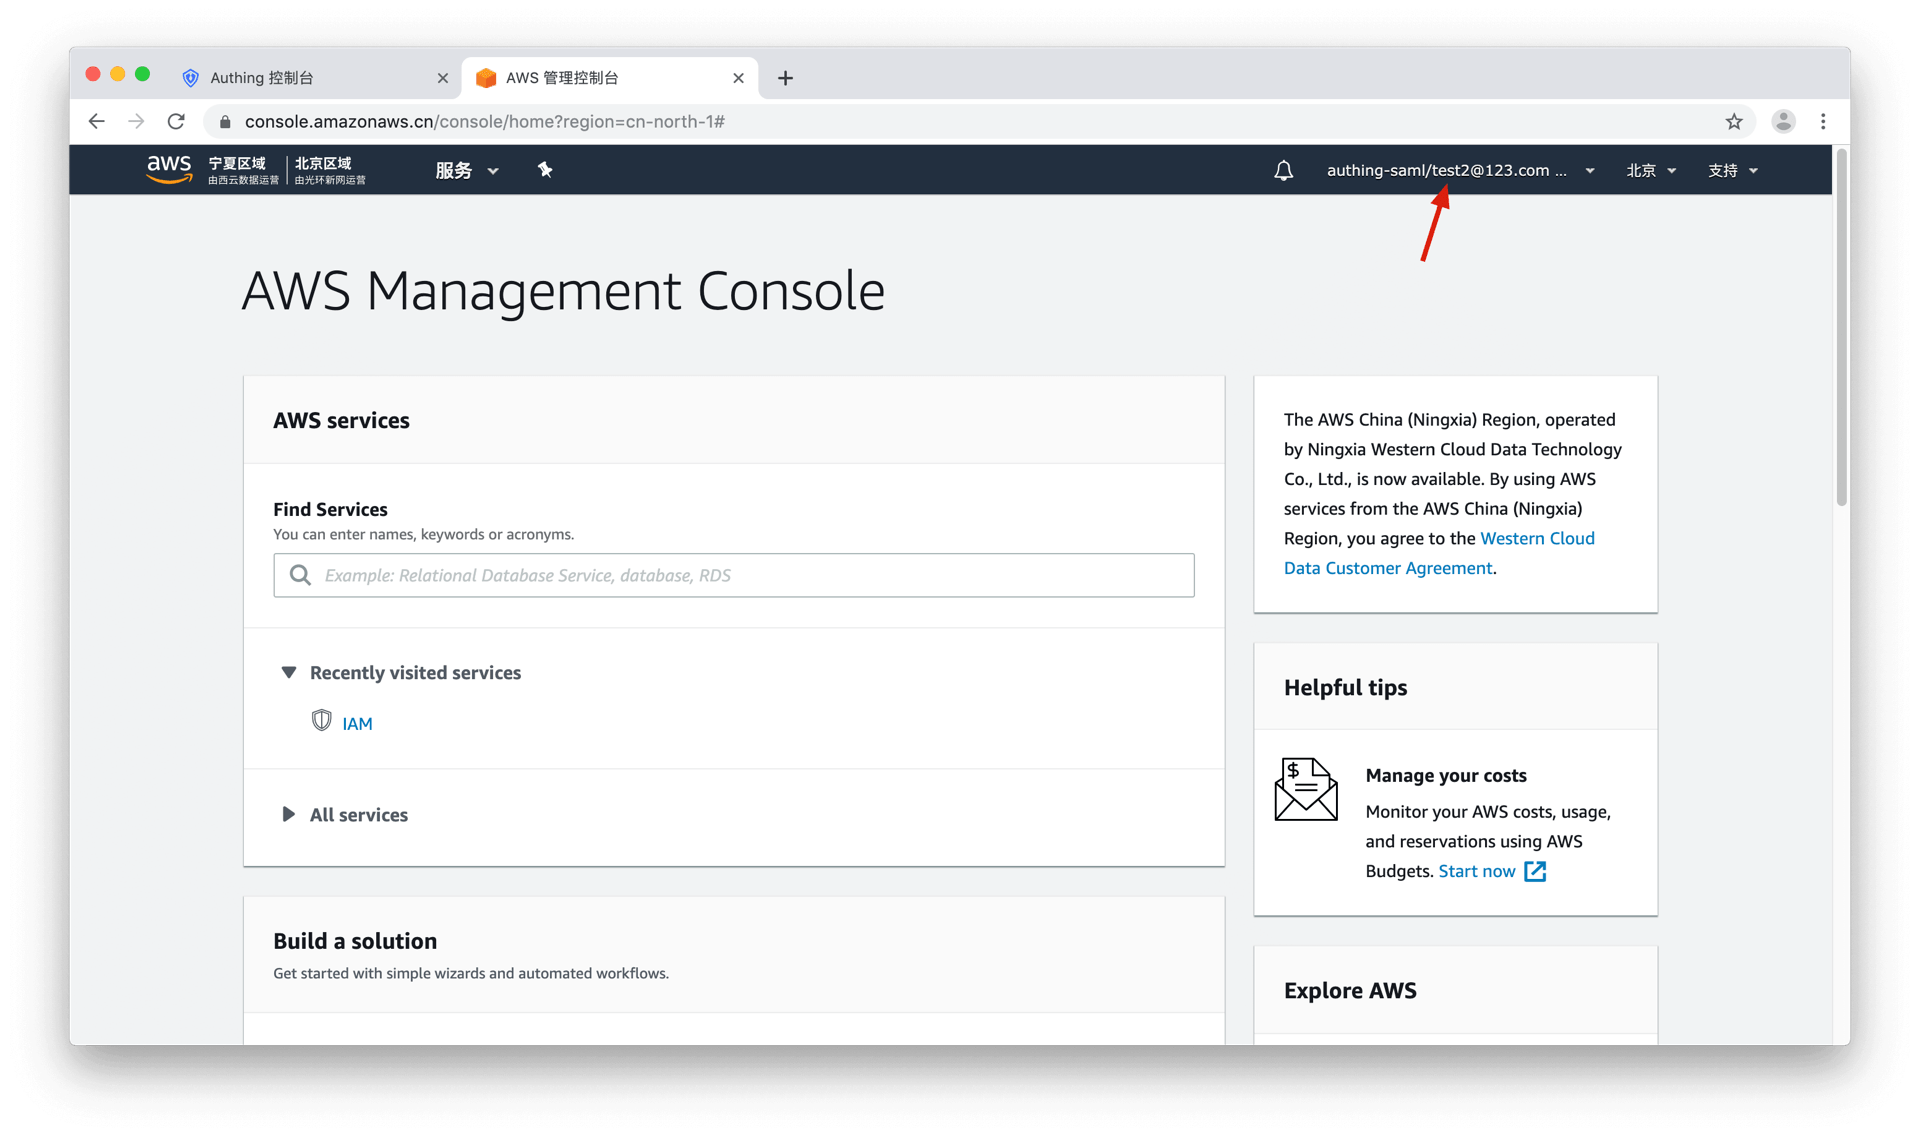 Authing 控制台
AWS 管理控制台
console.amazonaws.cn/console/home?region=cn-north-1#
aws
宁夏区域
由西云数据运营
北京区域
由光环新网运营
服务
authing-saml/test2@123.com ...
北京
支持
AWS Management Console
AWS services
Find Services
You can enter names, keywords or acronyms.
Example: Relational Database Service, database, RDS
Recently visited services
IAM
All services
Build a solution
Get started with simple wizards and automated workflows.
The AWS China (Ningxia) Region, operated
by Ningxia Western Cloud Data Technology
Co., Ltd., is now available. By using AWS
services from the AWS China (Ningxia)
Region, you agree to the Western Cloud
Data Customer Agreement.
Helpful tips
$
Manage your costs
Monitor your AWS costs, usage,
and reservations using AWS
Budgets. Start now
Explore AWS